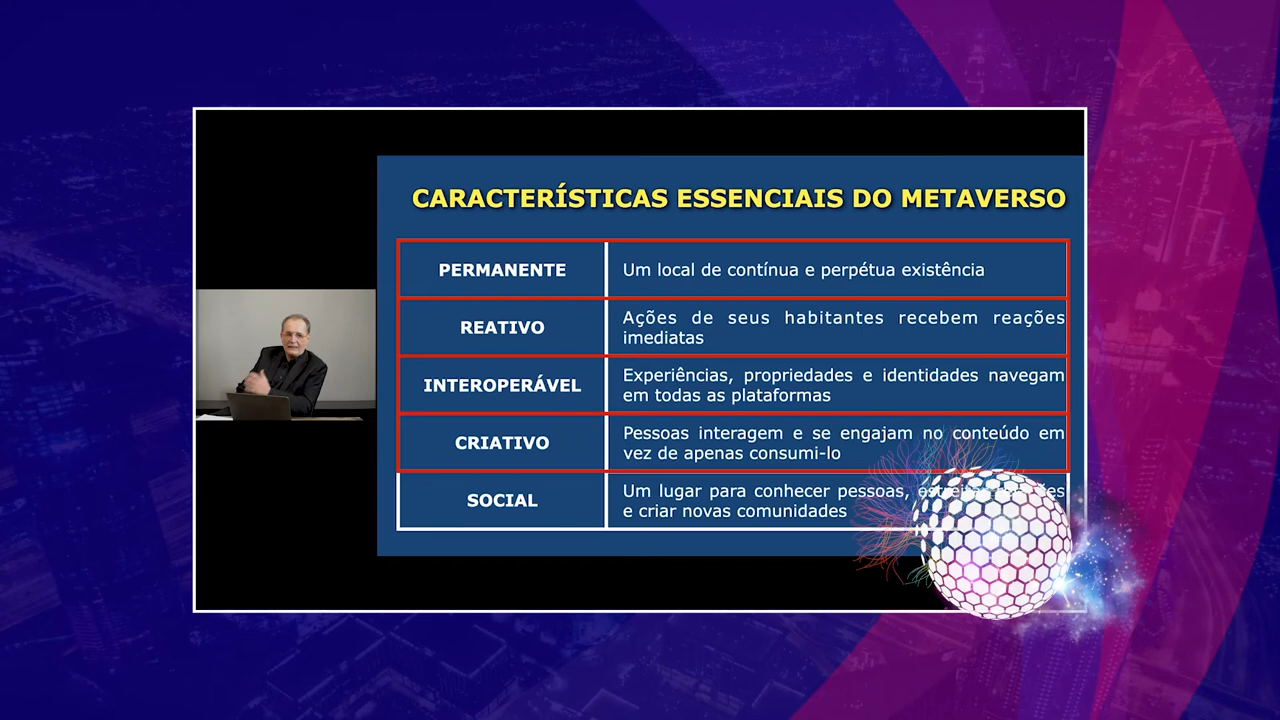 CARACTERÍSTICAS ESSENCIAIS DO METAVERSO
PERMANENTE
Um local de contínua e perpétua existência
REATIVO
Ações de seus habitantes recebem reações
imediatas
INTEROPERÁVEL
Experiências, propriedades e identidades navegam
em todas as plataformas
CRIATIVO
Pessoas interagem e se engajam no conteúdo em
vez de apenas consumi-lo
SOCIAL
Um lugar para conhecer pessoas,
e criar novas comunidades